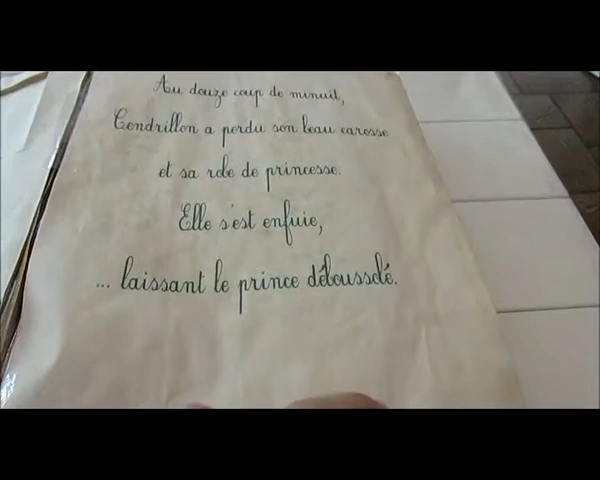 Au douze coup de minuit,
Cendrillon a perdu son beau carosse
et sa robe de princesse.
Elle s'est enfuie,
... laissant le prince déboussolé.